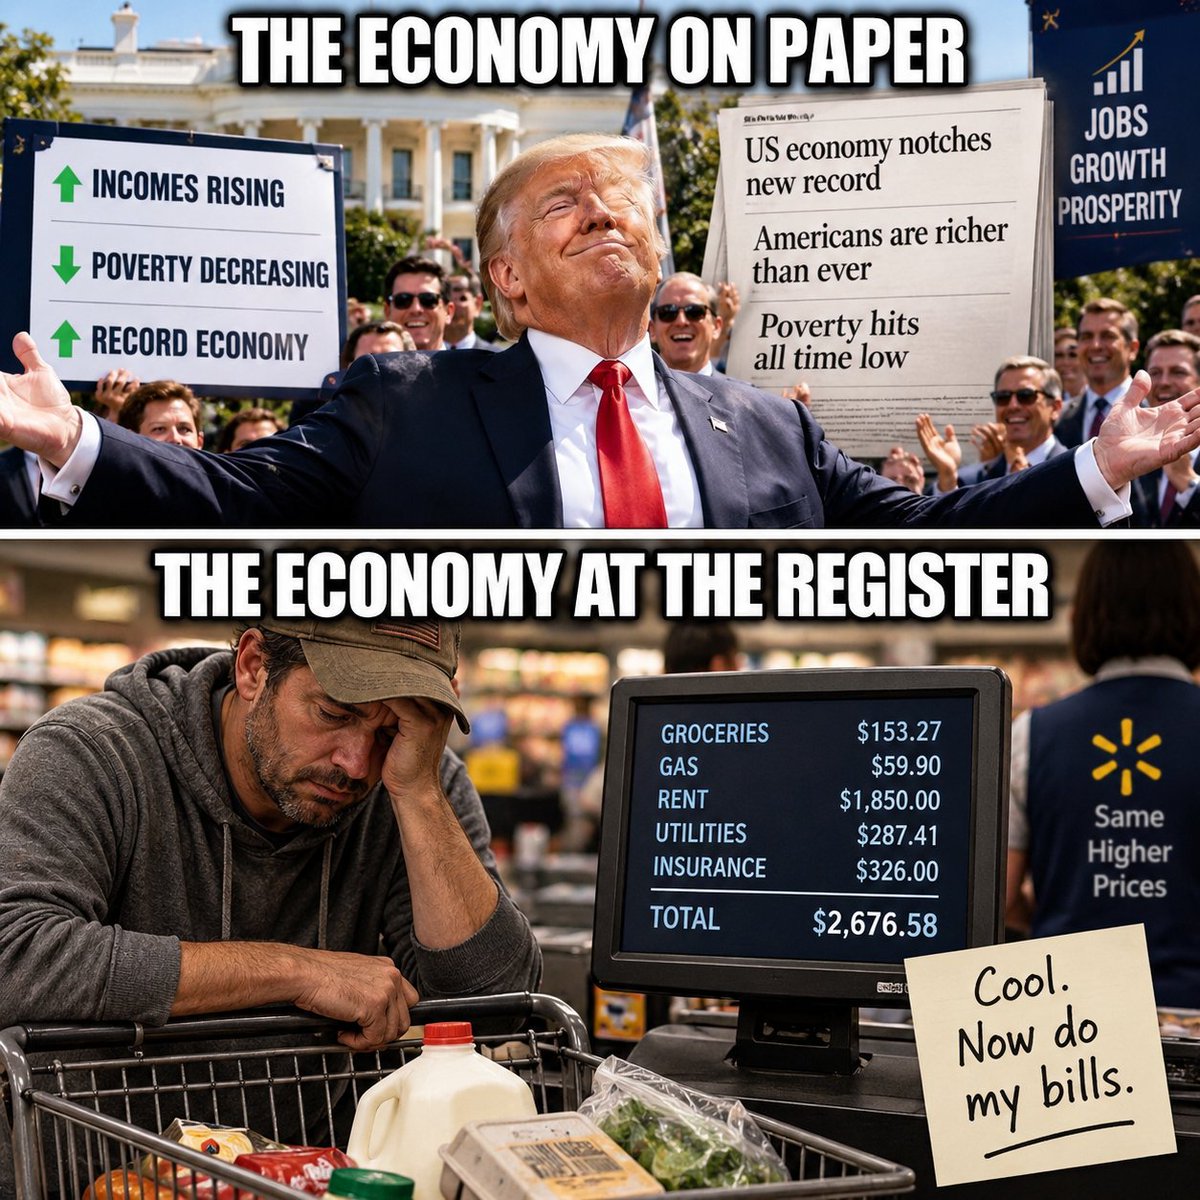 THE ECONOMY ON PAPER
INCOMES RISING
POVERTY DECREASING
RECORD ECONOMY
US economy notches
new record
Americans are richer
than ever
Poverty hits
all time low
JOBS
GROWTH
PROSPERITY
THE ECONOMY AT THE REGISTER
GROCERIES $153.27
GAS $59.90
RENT $1,850.00
UTILITIES $287.41
INSURANCE $326.00
TOTAL $2,676.58
Same
Higher
Prices
Cool.
Now do
my bills.